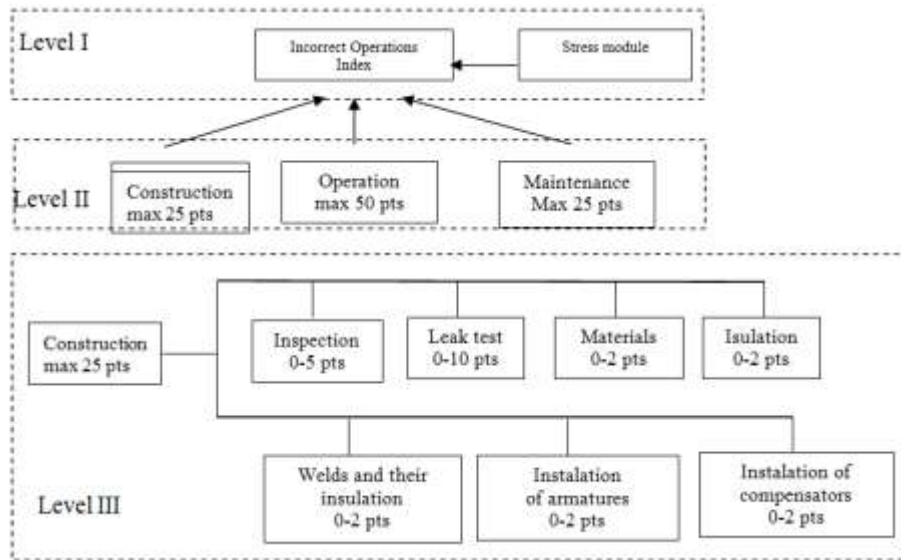 Level I
Incorrect Operations
Index
Stress module
Level II
Construction
max 25 pts
Operation
max 50 pts
Maintenance
Max 25 pts
Construction
max 25 pts
Inspection
0-5 pts
Leak test
0-10 pts
Materials
0-2 pts
Isulation
0-2 pts
Level III
Welds and their
insulation
0-2 pts
Instalation
of armatures
0-2 pts
Instalation of
compensators
0-2 pts